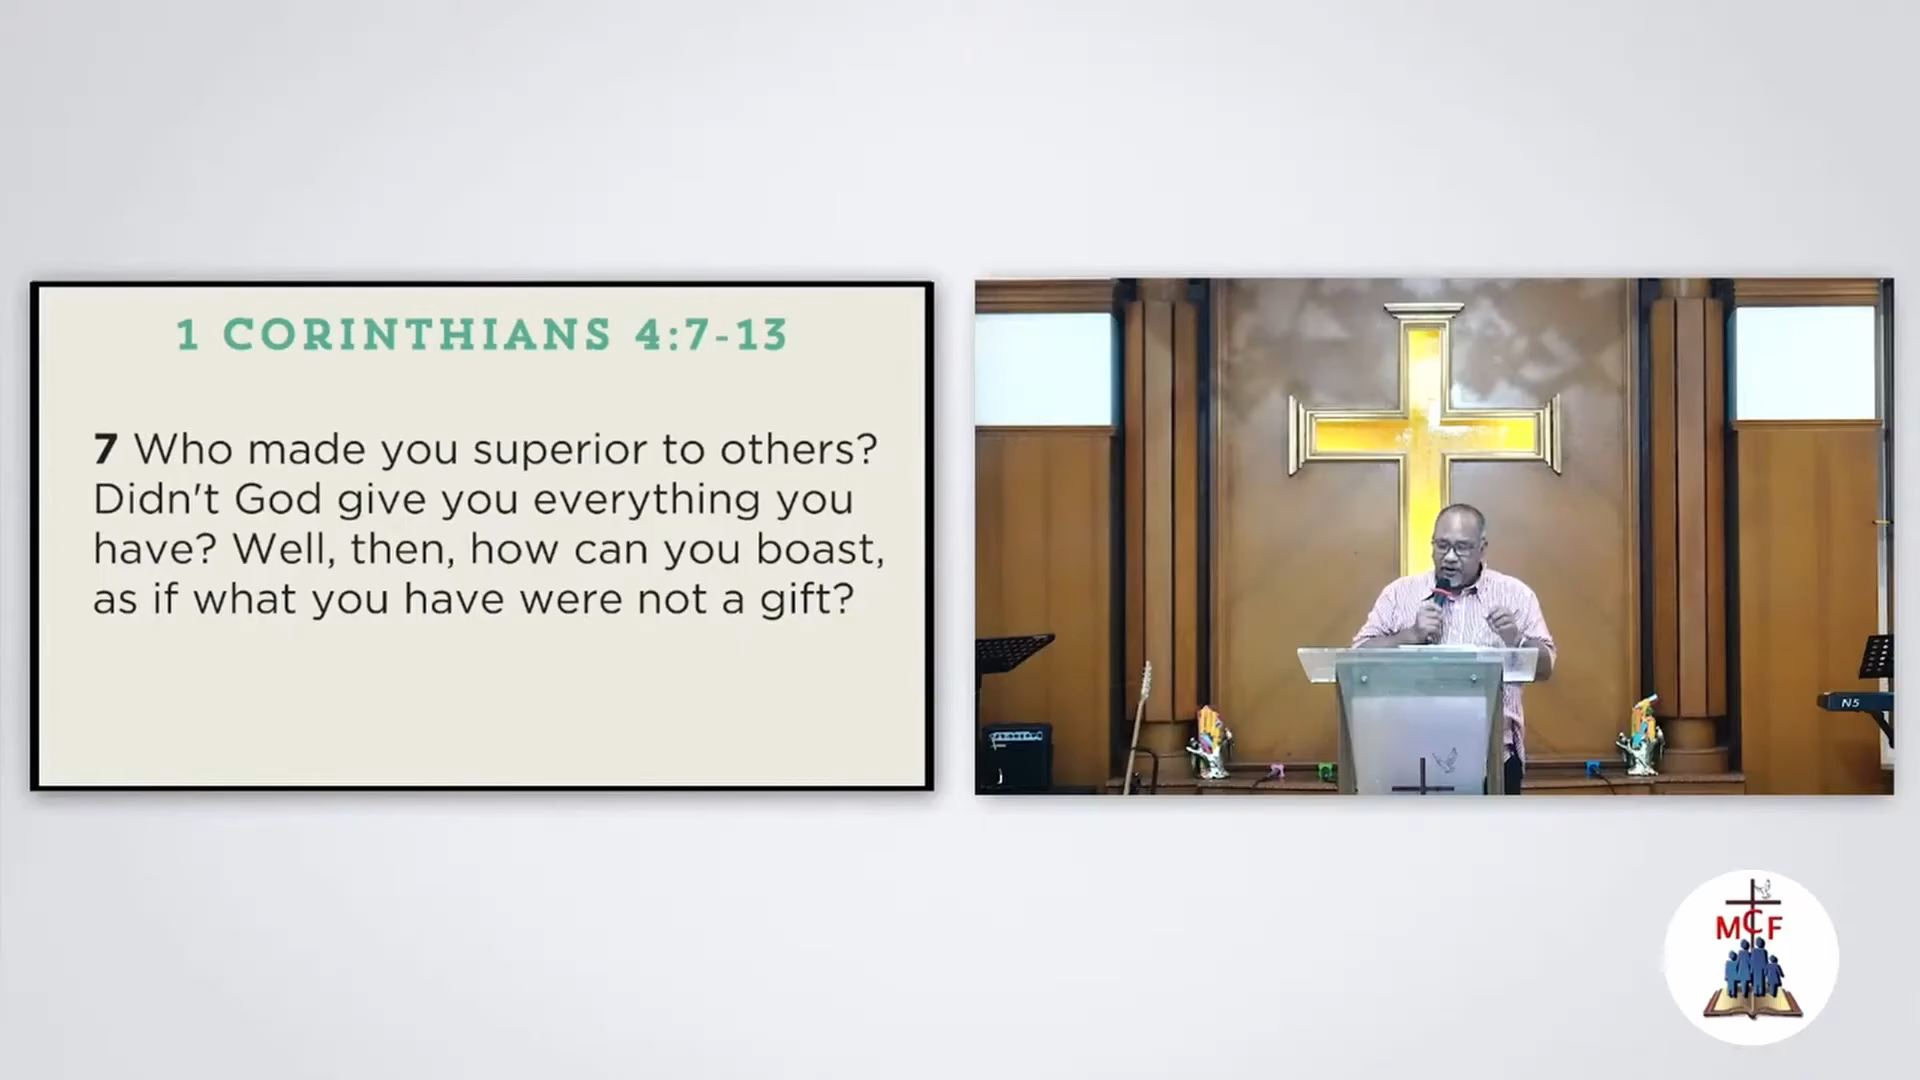 1 CORINTHIANS 4:7-13
7 Who made you superior to others?
Didn't God give you everything you
have? Well, then, how can you boast,
as if what you have were not a gift?
N5
MCF